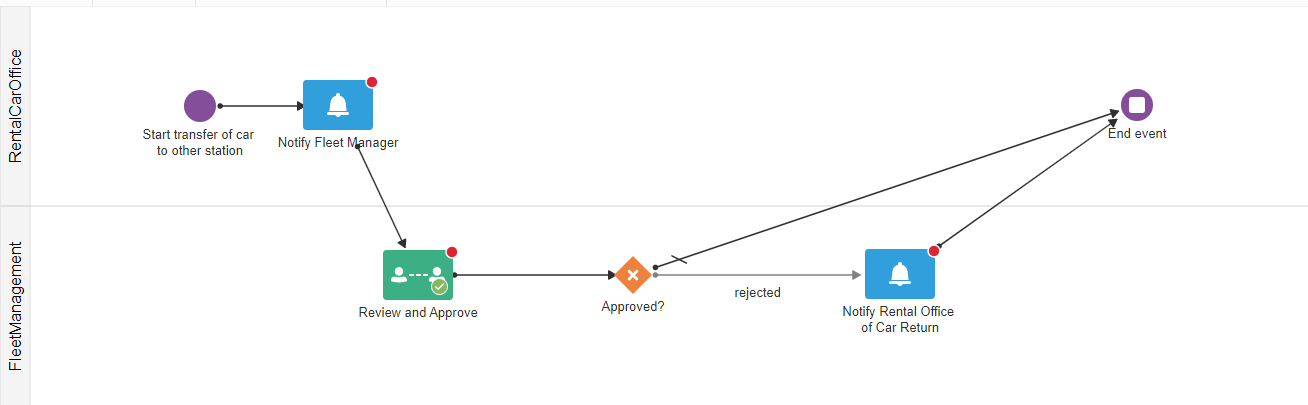 RentalCarOffice
Start transfer of car
to other station
Notify Fleet Manager
End event
FleetManagement
Review and Approve
Approved?
rejected
Notify Rental Office
of Car Return